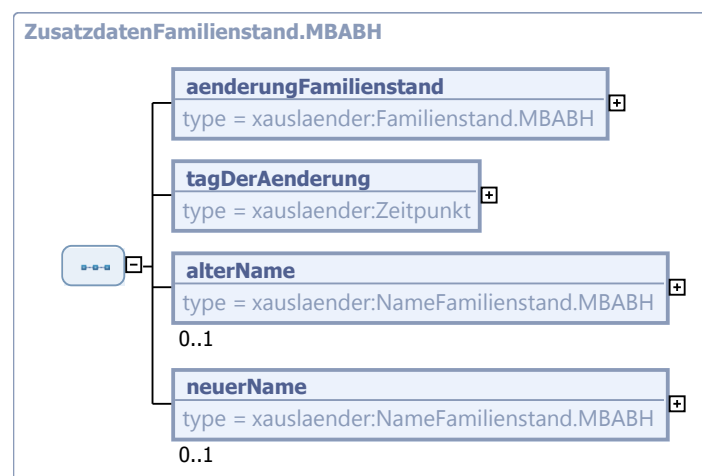 ZusatzdatenFamilienstand.MBABH
aenderungFamilienstand
type = xauslaender:Familienstand.MBABH
tagDerAenderung
type = xauslaender:Zeitpunkt
alterName
type = xauslaender:NameFamilienstand.MBABH
0..1
neuerName
type = xauslaender:NameFamilienstand.MBABH
0..1